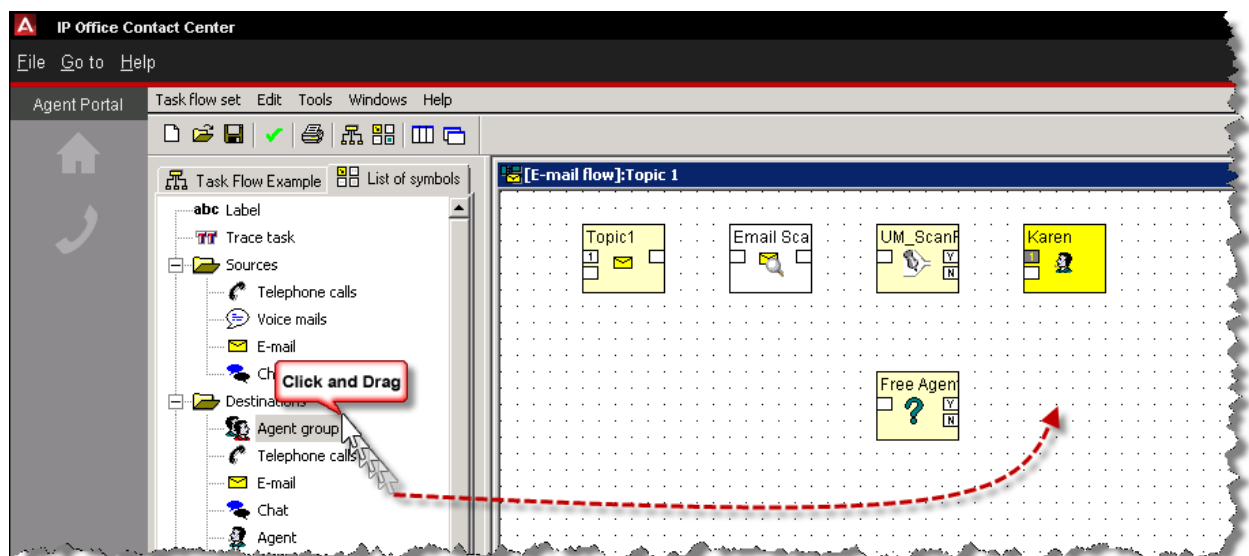 IP Office Contact Center
File Go to Help
Agent Portal
Task flow set Edit Tools Windows Help
Task Flow Example
List of symbols
[E-mail flow]:Topic 1
abc Label
TT Trace task
Sources
Telephone calls
Voice mails
E-mail
Click and Drag
Destinations
Agent group
Telephone calls
E-mail
Chat
Agent
Topic1
1
Email Sca
UM_ScanF
Y
N
Karen
1
Free Agen
Y
N